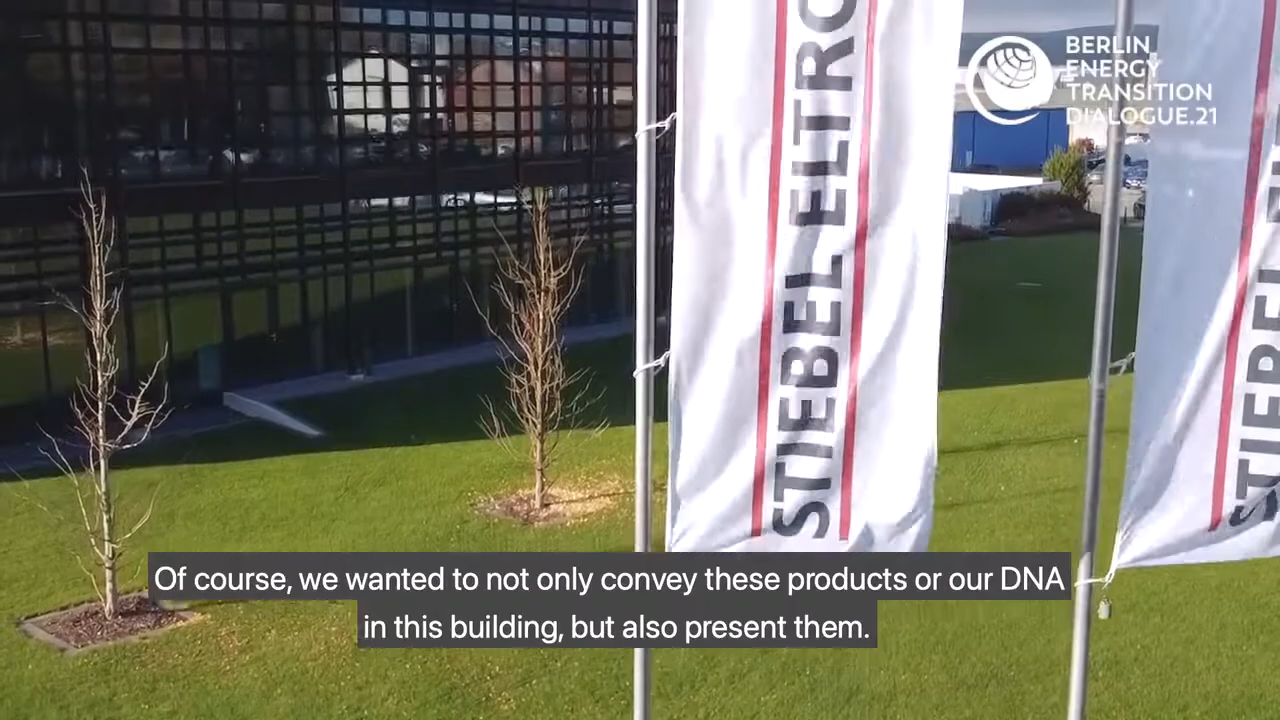 BERLIN
ENERGY
TRANSITION
DIALOGUE.21
STIEBEL ELTRO
STIEBEL
Of course, we wanted to not only convey these products or our DNA
in this building, but also present them.